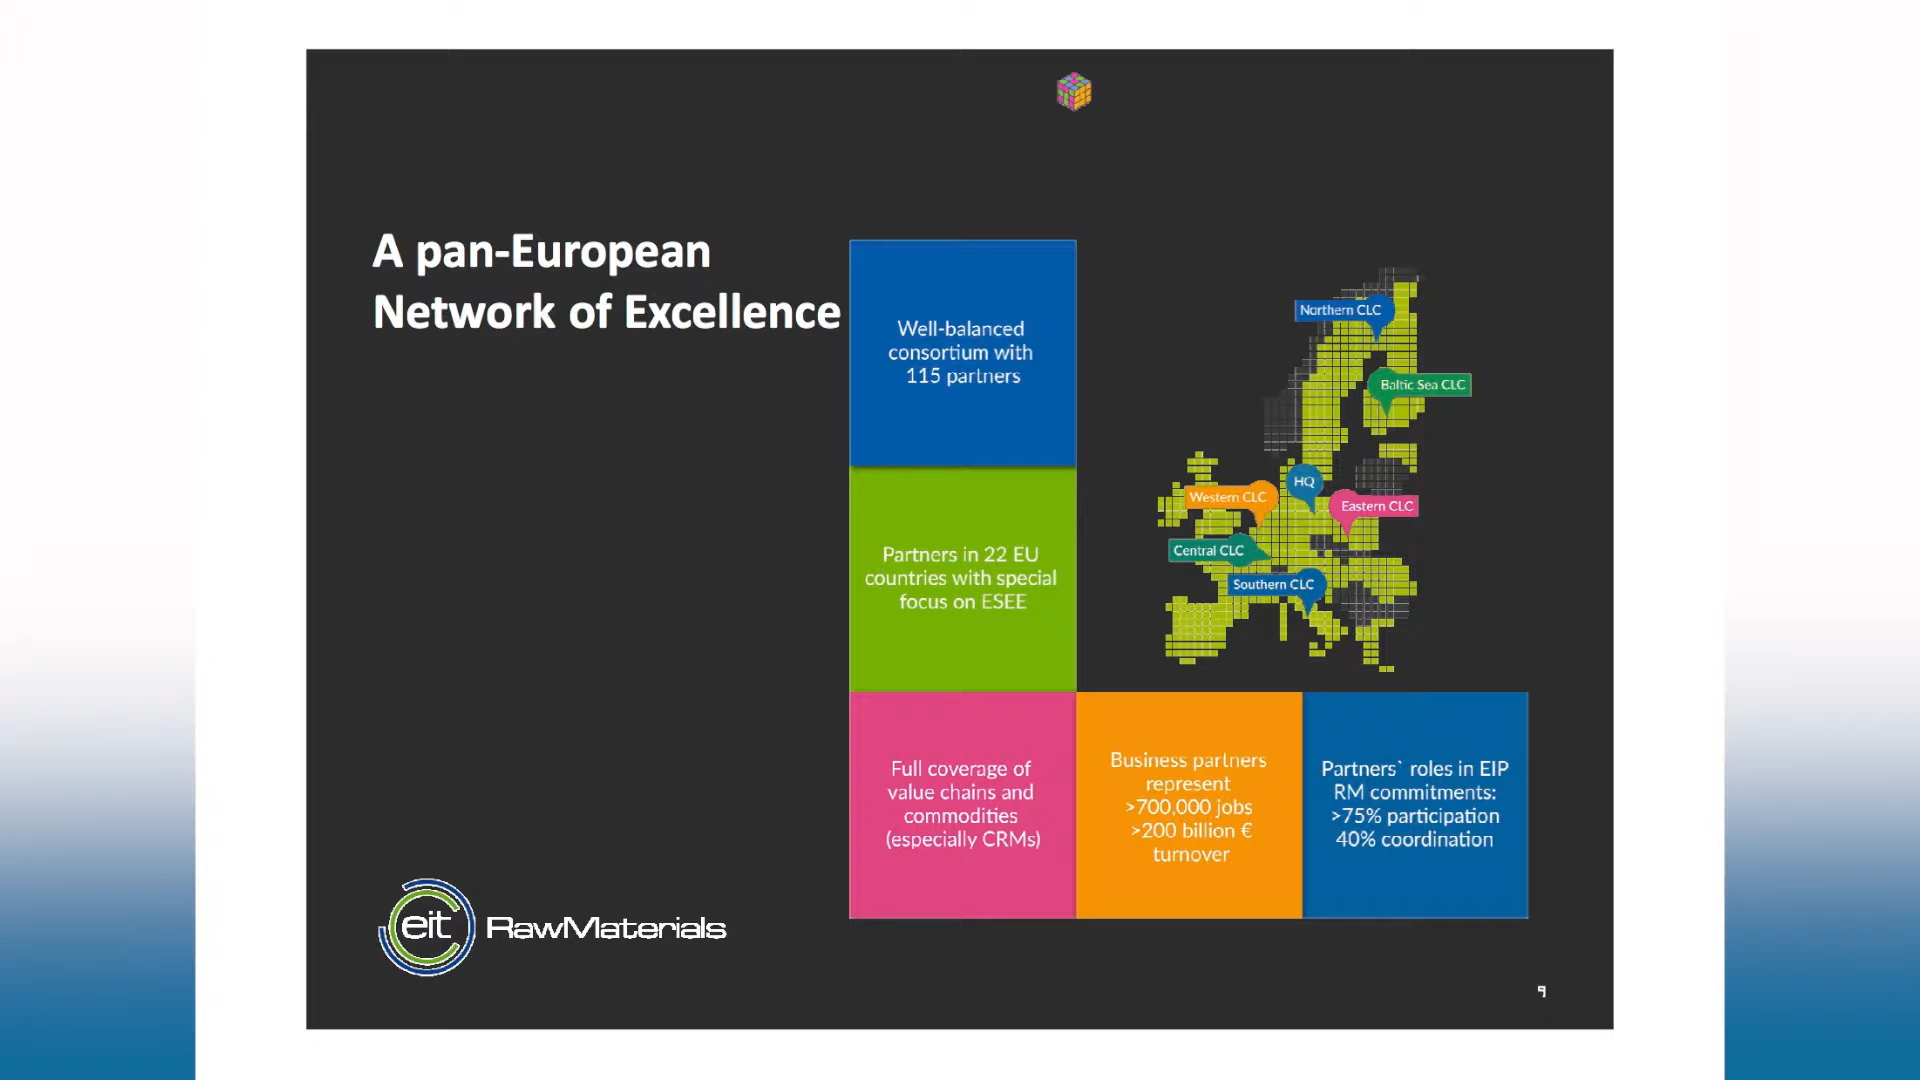 A pan-European
Network of Excellence
Well-balanced
consortium with
115 partners
Partners in 22 EU
countries with special
focus on ESEE
Full coverage of
value chains and
commodities
(especially CRMs)
Business partners
represent
>700,000 jobs
>200 billion €
turnover
Partners` roles in EIP
RM commitments:
>75% participation
40% coordination
Northern CLC
Baltic Sea CLC
HQ
Western CLC
Eastern CLC
Central CLC
Southern CLC
eit RawMaterials
9